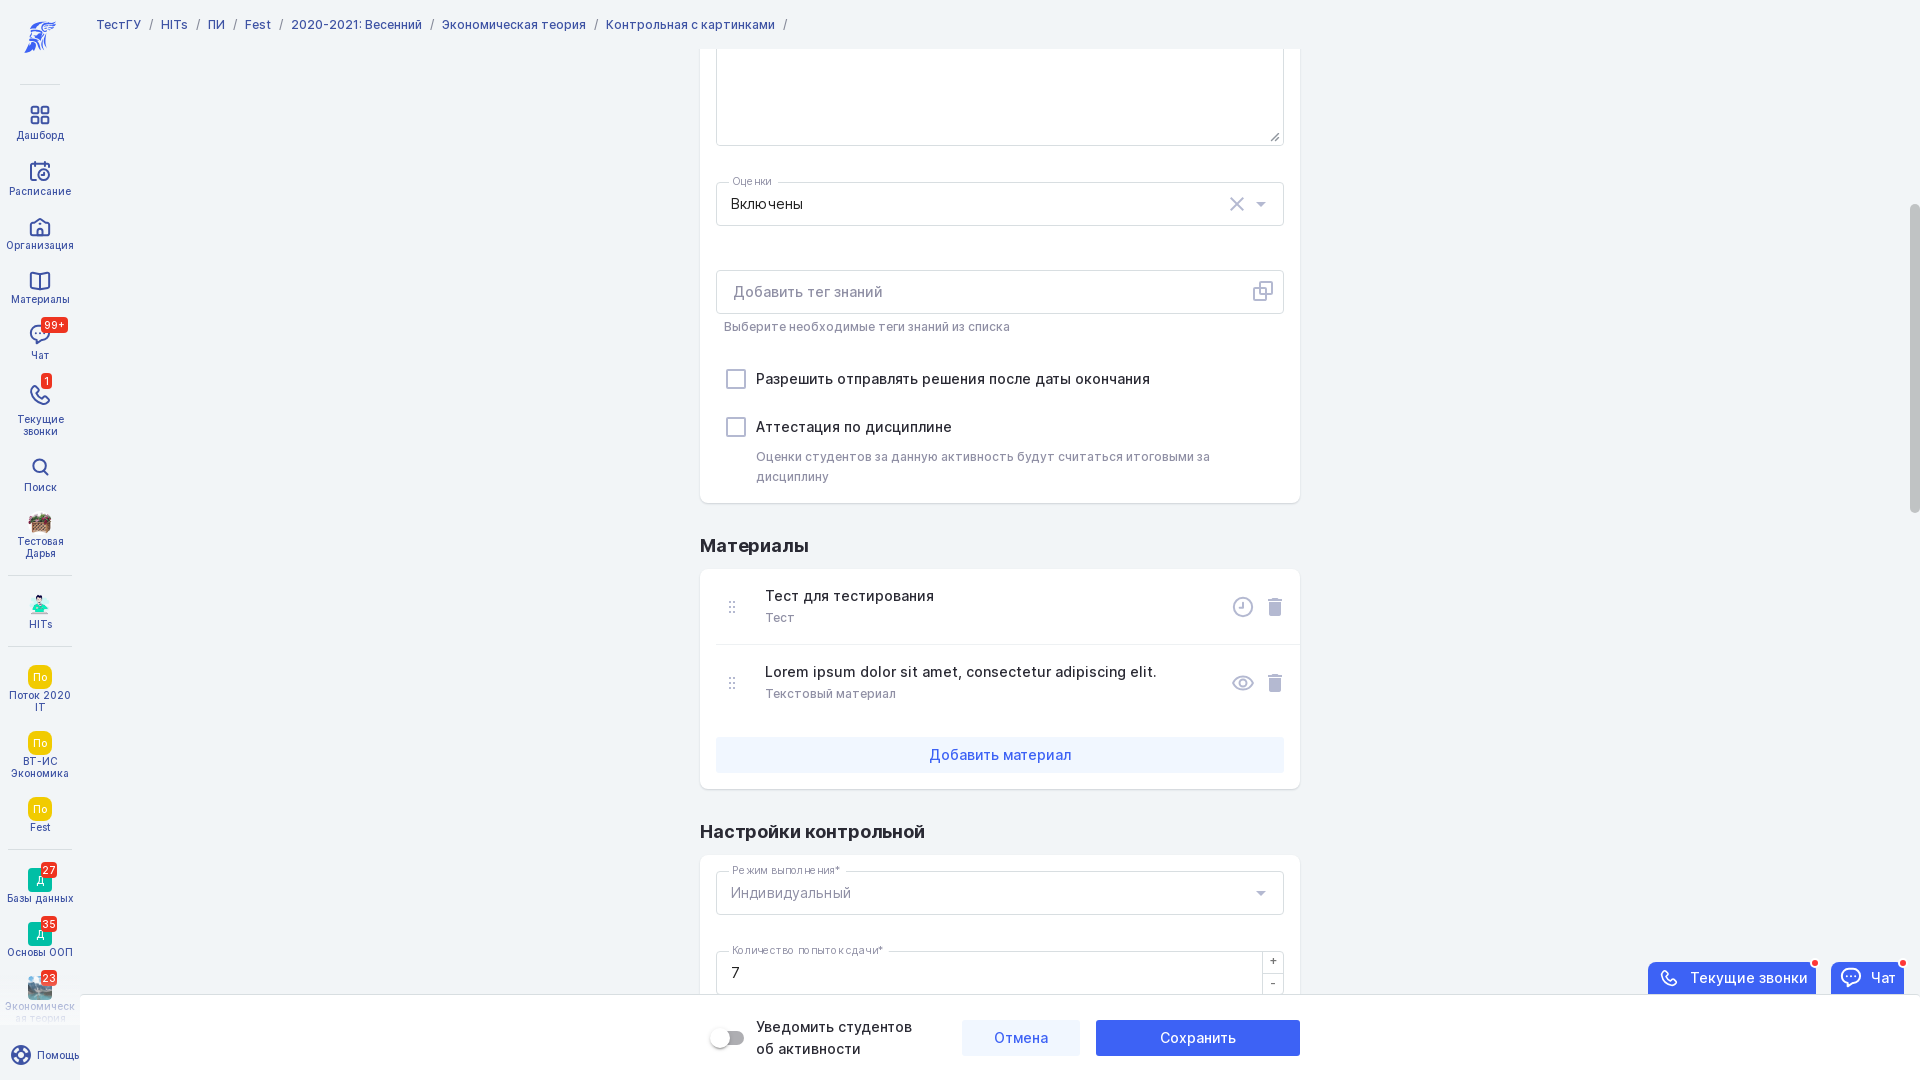 ТестГУ / HITs / ПИ / Fest / 2020-2021: Весенний / Экономическая теория / Контрольная с картинками /
Дашборд
Расписание
Организация
Материалы
99+
Чат
1
Текущие
звонки
Поиск
Тестовая
Дарья
HITs
По
Поток 2020
IT
По
ВТ-ИС
Экономика
По
Fest
27
Д
Базы данных
35
Д
Основы ООП
23
Экономическ
ая теория
Помощь
Оценки
Включены
Добавить тег знаний
Выберите необходимые теги знаний из списка
Разрешить отправлять решения после даты окончания
Аттестация по дисциплине
Оценки студентов за данную активность будут считаться итоговыми за
дисциплину
Материалы
Тест для тестирования
Тест
Lorem ipsum dolor sit amet, consectetur adipiscing elit.
Текстовый материал
Добавить материал
Настройки контрольной
Режим выполнения*
Индивидуальный
Количество попыток сдачи*
7
+
-
Текущие звонки
Чат
Уведомить студентов
об активности
Отмена
Сохранить